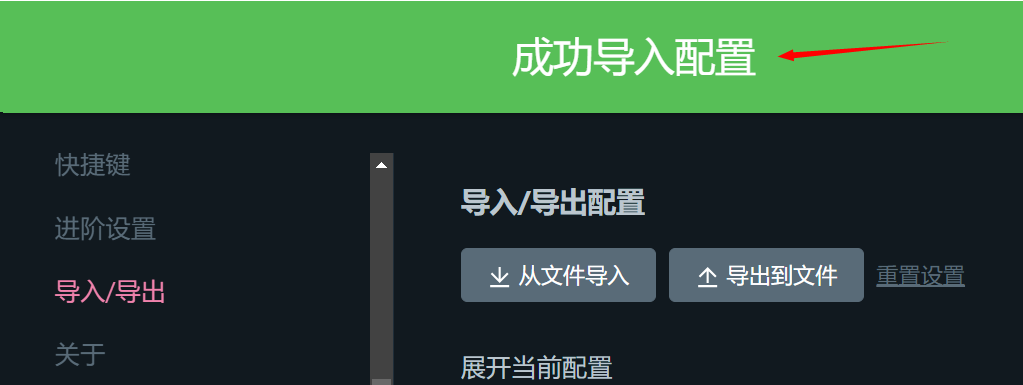 成功导入配置
快捷键
进阶设置
导入/导出
关于
导入/导出配置
从文件导入 导出到文件 重置设置
展开当前配置